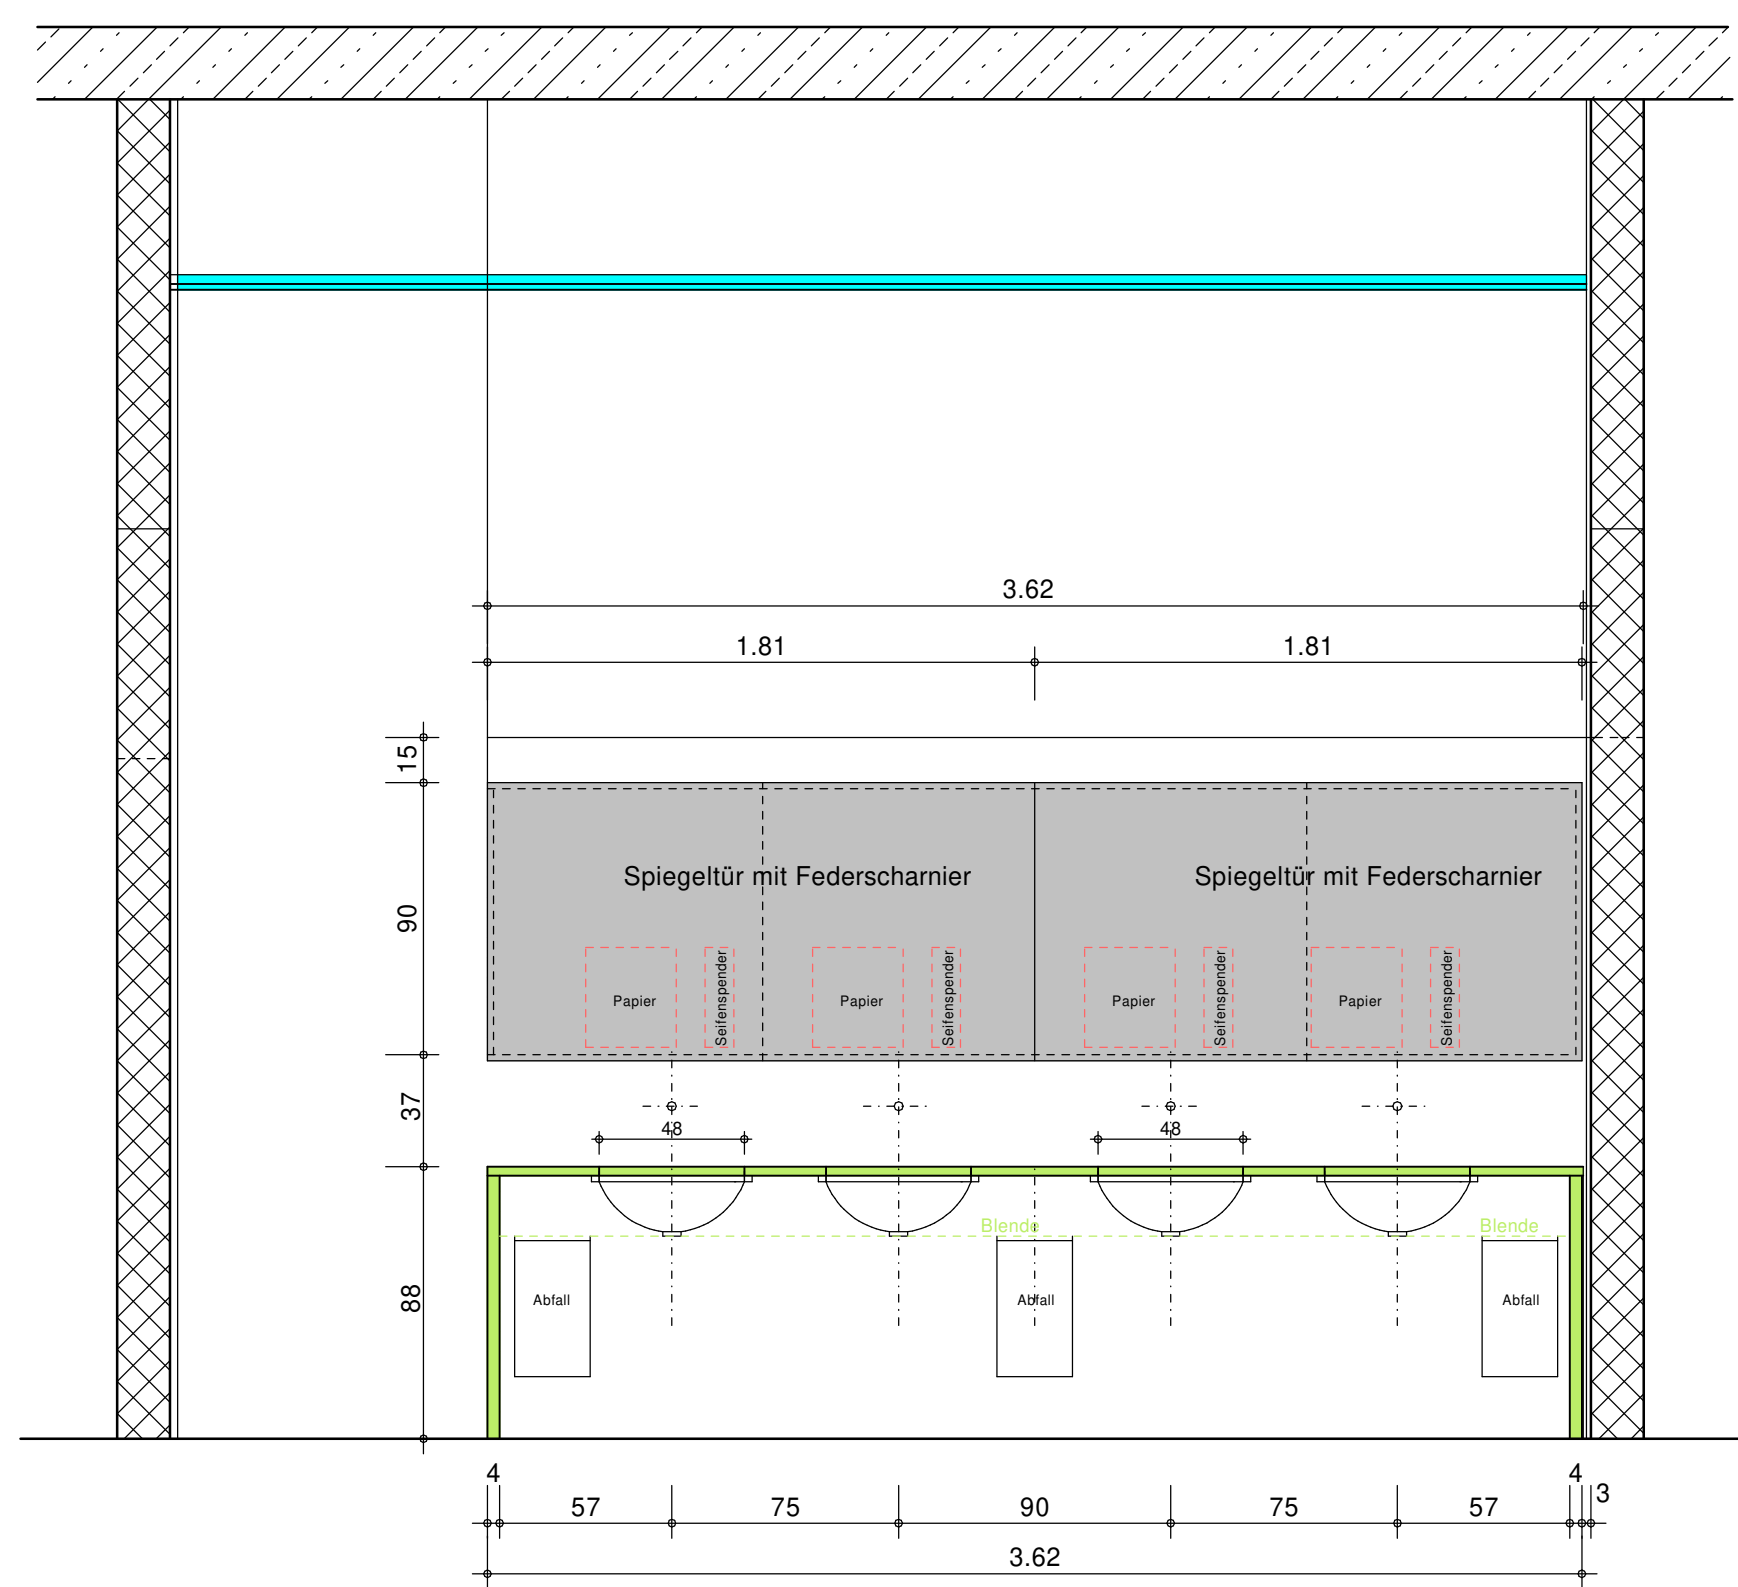 3.62
1.81 1.81
15
Spiegeltür mit Federscharnier Spiegeltür mit Federscharnier
90
Papier Seifenspender Papier Seifenspender Papier Seifenspender Papier Seifenspender
37
48 48
Blende Blende
88
Abfall Abfall Abfall
4 4 3
57 75 90 75 57
3.62